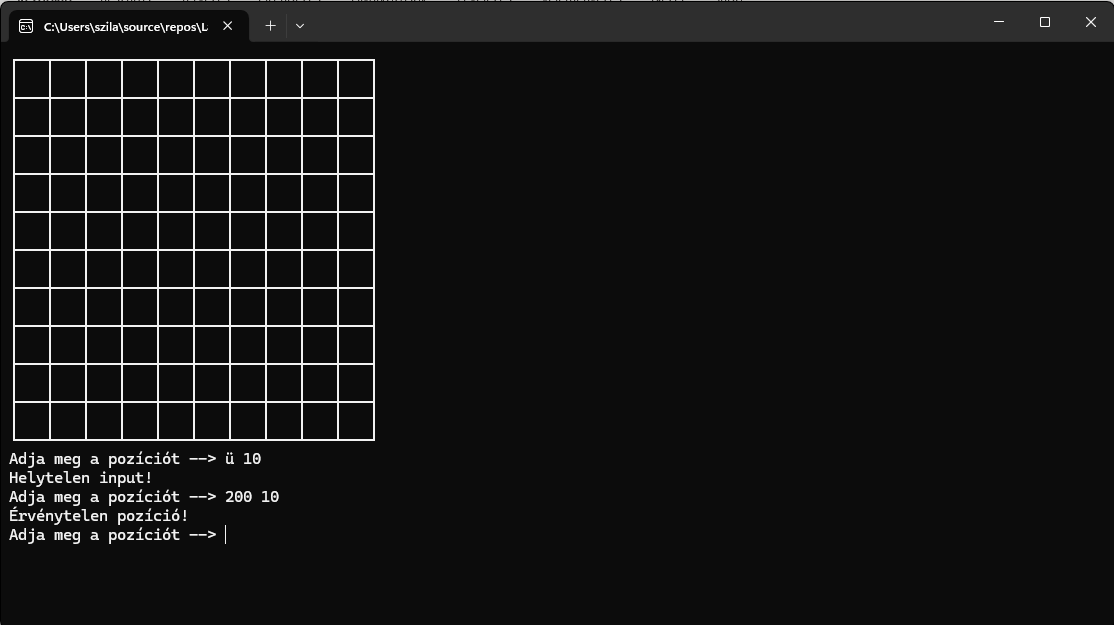 C:\Users\szila\source\repos\L
Adja meg a pozíciót --> ü 10
Helytelen input!
Adja meg a pozíciót --> 200 10
Érvénytelen pozíció!
Adja meg a pozíciót -->